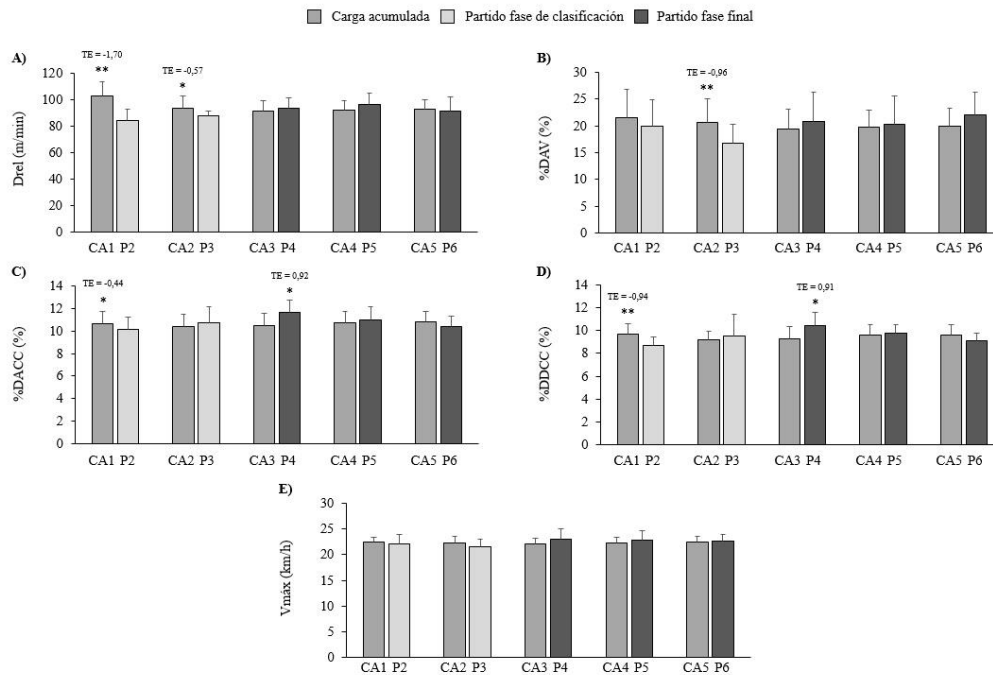 Carga acumulada Partido fase de clasificación Partido fase final
A)
TE = -1,70
**
TE = -0,57
*
Drel (m/min)
120
100
80
60
40
20
0
CA1 P2 CA2 P3 CA3 P4 CA4 P5 CA5 P6
B)
TE = -0,96
**
%DAV (%)
30
25
20
15
10
5
0
CA1 P2 CA2 P3 CA3 P4 CA4 P5 CA5 P6
C)
TE = -0,44
*
TE = 0,92
*
%DACC (%)
14
12
10
8
6
4
2
0
CA1 P2 CA2 P3 CA3 P4 CA4 P5 CA5 P6
D)
TE = -0,94
**
TE = 0,91
*
%DDCC (%)
14
12
10
8
6
4
2
0
CA1 P2 CA2 P3 CA3 P4 CA4 P5 CA5 P6
E)
Vmáx (km/h)
30
25
20
15
10
5
0
CA1 P2 CA2 P3 CA3 P4 CA4 P5 CA5 P6